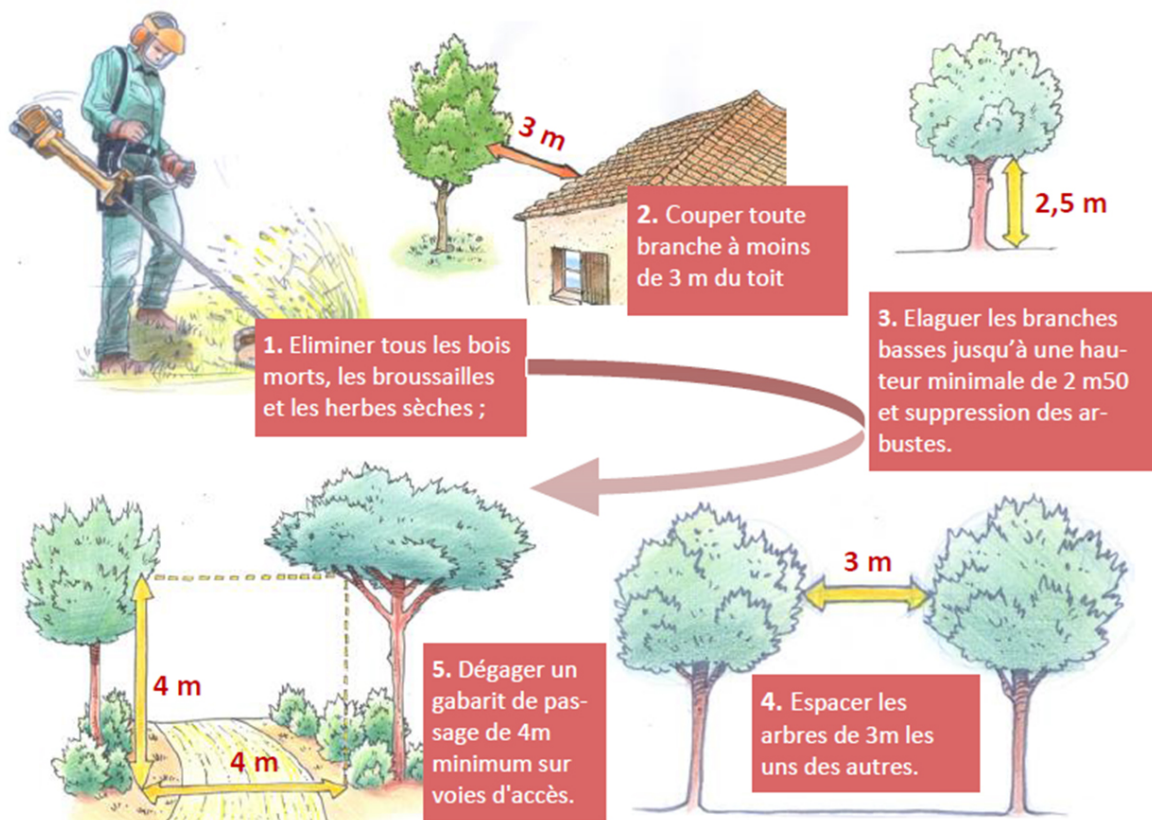 3 m
2. Couper toute
branche à moins
de 3 m du toit
2,5 m
1. Eliminer tous les bois
morts, les broussailles
et les herbes sèches ;
3. Elaguer les branches
basses jusqu'à une hau-
teur minimale de 2 m50
et suppression des ar-
bustes.
3 m
4. Espacer les
arbres de 3m les
uns des autres.
4 m
4 m
5. Dégager un
gabarit de pas-
sage de 4m
minimum sur
voies d'accès.